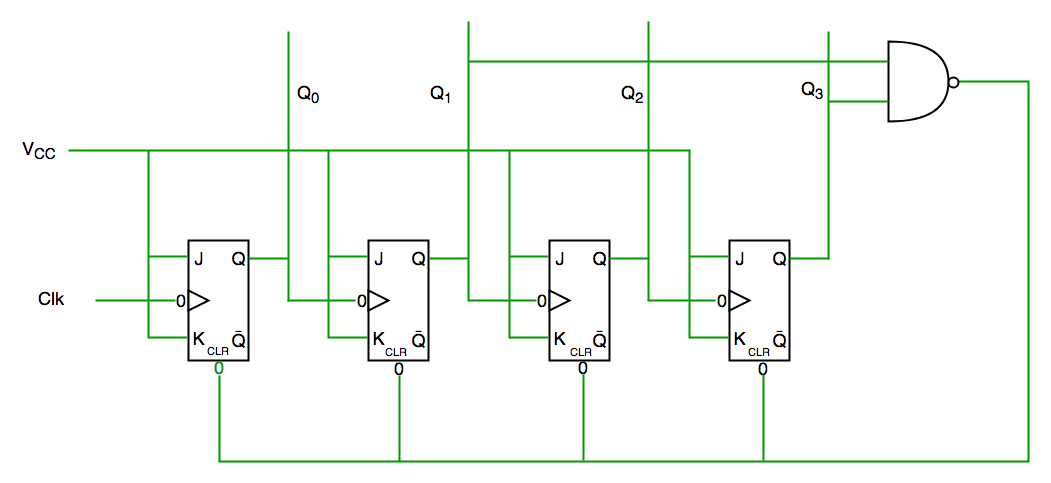 Q0 Q1 Q2 Q3
VCC
J Q J Q J Q J Q
Clk 0 0 0 0
K CLR Q̄ K CLR Q̄ K CLR Q̄ K CLR Q̄
0 0 0 0